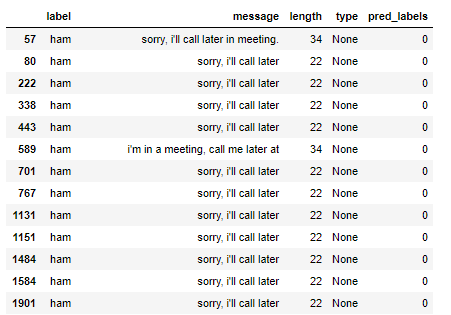 label message length type pred_labels
57 ham sorry, i'll call later in meeting. 34 None 0
80 ham sorry, i'll call later 22 None 0
222 ham sorry, i'll call later 22 None 0
338 ham sorry, i'll call later 22 None 0
443 ham sorry, i'll call later 22 None 0
589 ham i'm in a meeting, call me later at 34 None 0
701 ham sorry, i'll call later 22 None 0
767 ham sorry, i'll call later 22 None 0
1131 ham sorry, i'll call later 22 None 0
1151 ham sorry, i'll call later 22 None 0
1484 ham sorry, i'll call later 22 None 0
1584 ham sorry, i'll call later 22 None 0
1901 ham sorry, i'll call later 22 None 0